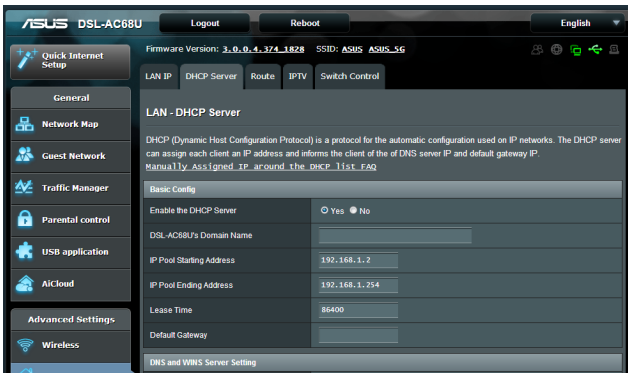 ASUS DSL-AC68U Logout Reboot English
Quick Internet Setup
Firmware Version: 3.0.0.4.374_1828 SSID: ASUS ASUS_5G
LAN IP DHCP Server Route IPTV Switch Control
General
Network Map
Guest Network
Traffic Manager
Parental control
USB application
AiCloud
Advanced Settings
Wireless
LAN - DHCP Server
DHCP (Dynamic Host Configuration Protocol) is a protocol for the automatic configuration used on IP networks. The DHCP server
can assign each client an IP address and informs the client of the of DNS server IP and default gateway IP.
Manually Assigned IP around the DHCP list FAQ
Basic Config
Enable the DHCP Server Yes No
DSL-AC68U's Domain Name
IP Pool Starting Address 192.168.1.2
IP Pool Ending Address 192.168.1.254
Lease Time 86400
Default Gateway
DNS and WINS Server Setting